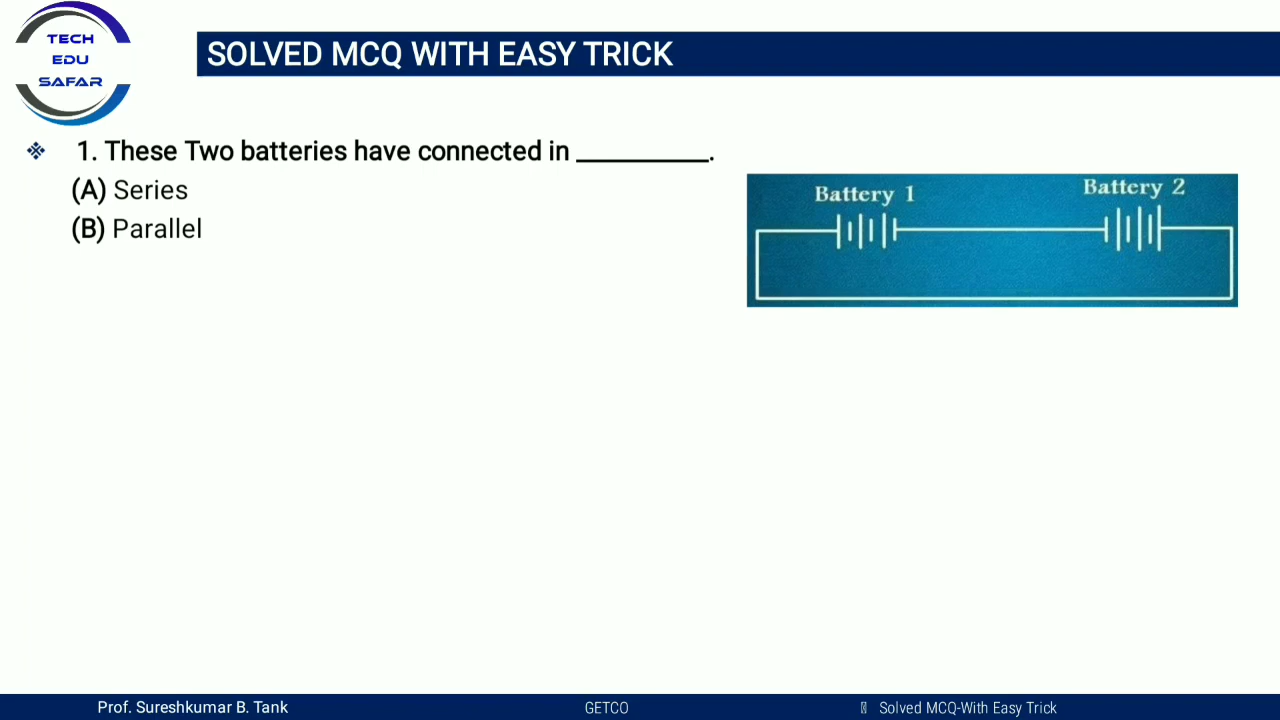 TECH
EDU
SAFAR
SOLVED MCQ WITH EASY TRICK
❖ 1. These Two batteries have connected in __________.
(A) Series
(B) Parallel
Battery 1
Battery 2
Prof. Sureshkumar B. Tank
GETCO
Solved MCQ-With Easy Trick